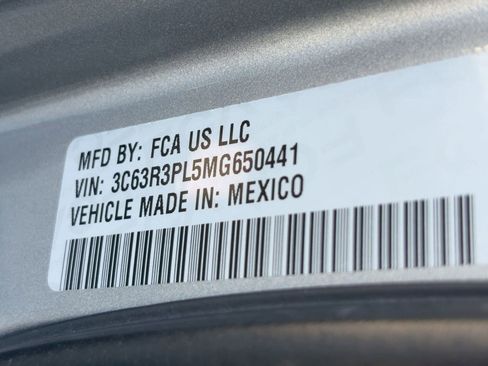 MFD BY: FCA US LLC
VIN: 3C63R3PL5MG650441
VEHICLE MADE IN: MEXICO